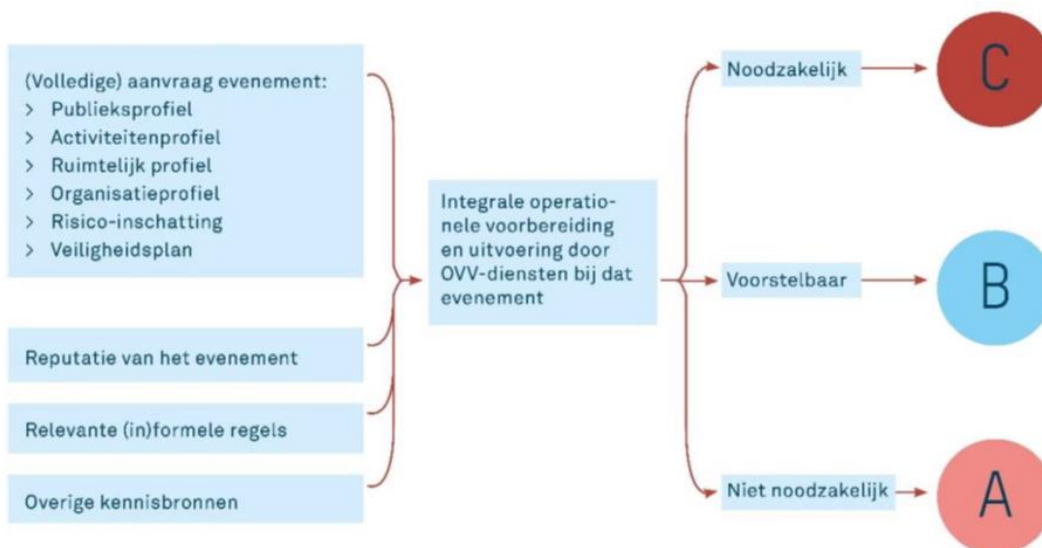 (Volledige) aanvraag evenement:
> Publieksprofiel
> Activiteitenprofiel
> Ruimtelijk profiel
> Organisatieprofiel
> Risico-inschatting
> Veiligheidsplan
Reputatie van het evenement
Relevante (in)formele regels
Overige kennisbronnen
Integrale operatio-
nele voorbereiding
en uitvoering door
OVV-diensten bij dat
evenement
Noodzakelijk
C
Voorstelbaar
B
Niet noodzakelijk
A